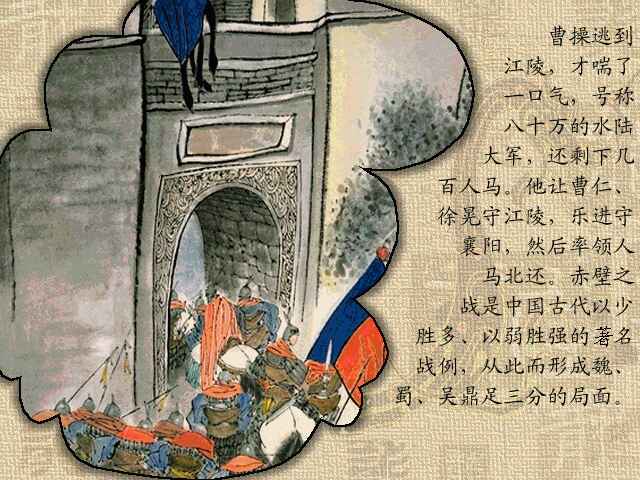 曹操逃到
江陵，才喘了
一口气，号称
八十万的水陆
大军，还剩下几
百人马。他让曹仁、
徐晃守江陵，乐进守
襄阳，然后率领人
马北还。赤壁之
战是中国古代以少
胜多、以弱胜强的著名
战例，从此而形成魏、
蜀、吴鼎足三分的局面。